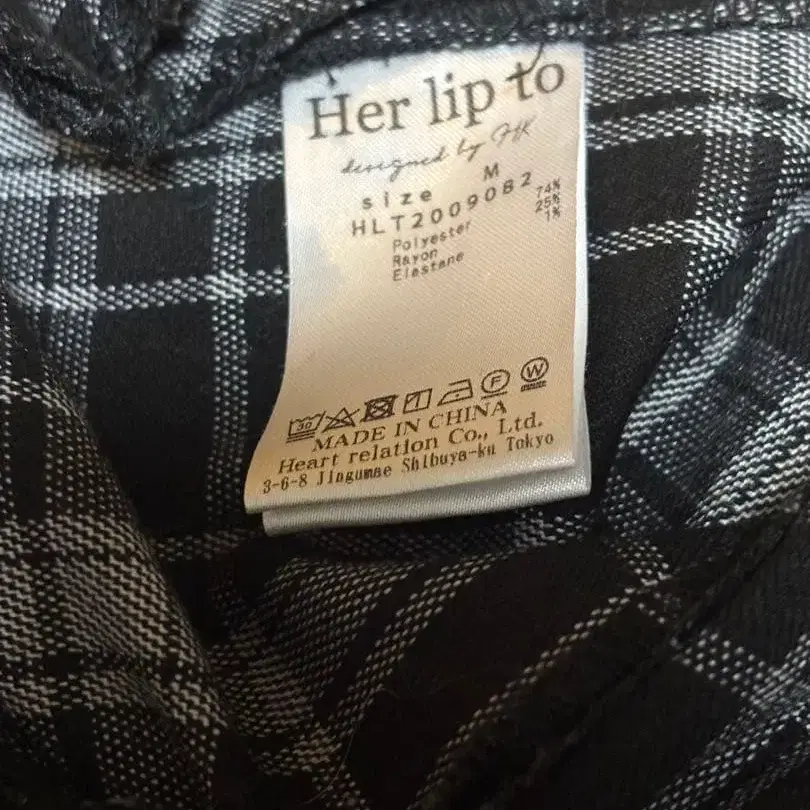 Her lip to
designed by HK
size M
HLT2009082
Polyester 74%
Rayon 25%
Elastane 1%
30 F W
MADE IN CHINA
Heart relation Co., Ltd.
3-6-8 Jingumae Shibuya-ku Tokyo